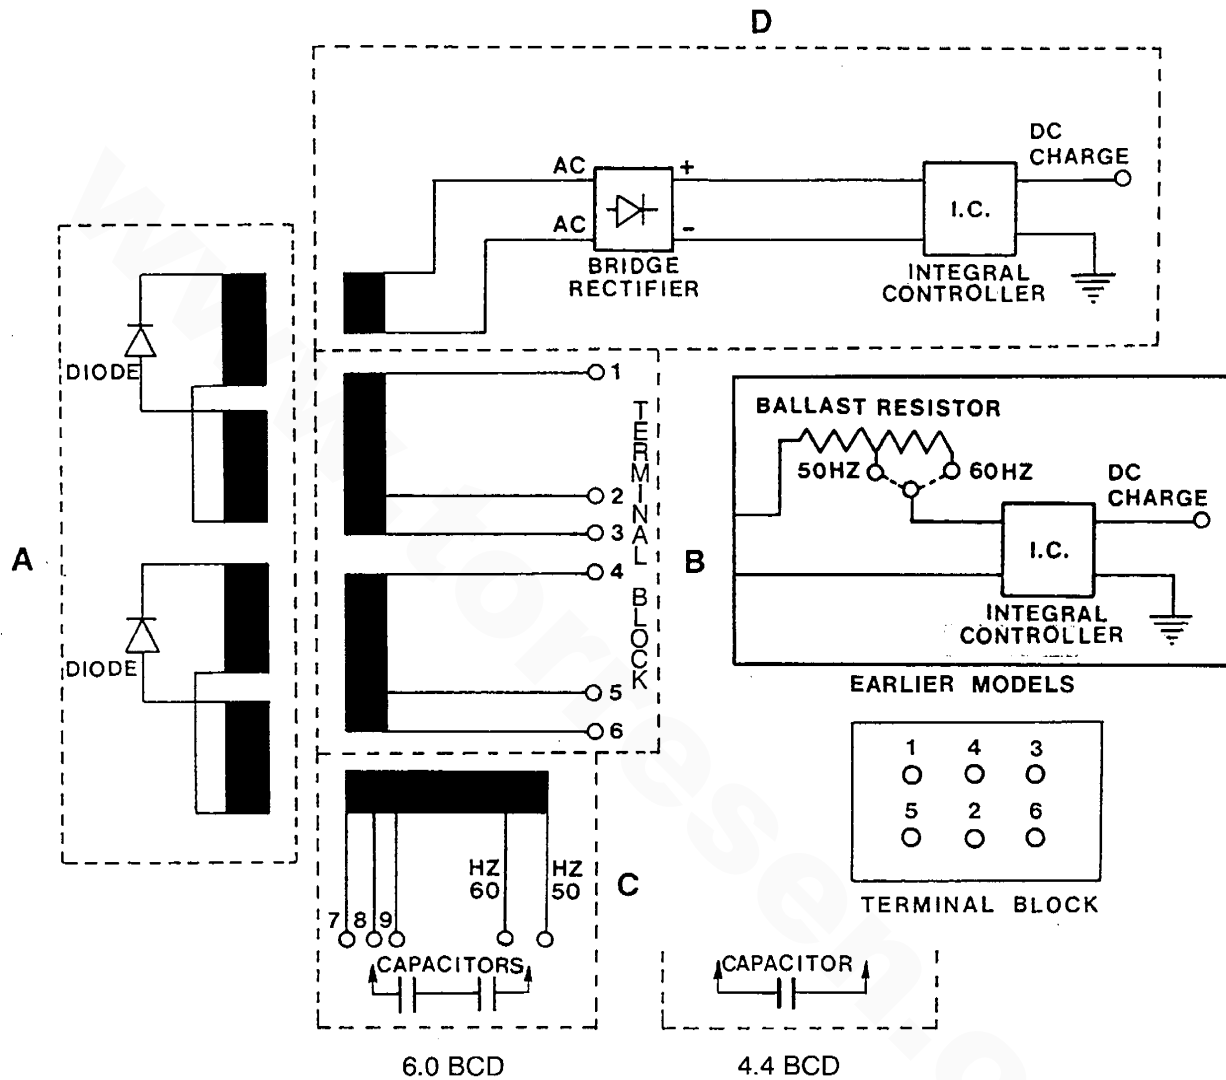 D
DC
CHARGE
AC
+
AC
-
I.C.
BRIDGE
RECTIFIER
INTEGRAL
CONTROLLER
A
DIODE
DIODE
1
2
3
4
5
6
TERMINAL BLOCK
B
BALLAST RESISTOR
50HZ
60HZ
DC
CHARGE
I.C.
INTEGRAL
CONTROLLER
EARLIER MODELS
1 4 3
5 2 6
TERMINAL BLOCK
C
HZ
60
HZ
50
7 8 9
CAPACITORS
6.0 BCD
CAPACITOR
4.4 BCD
www.torresen.c